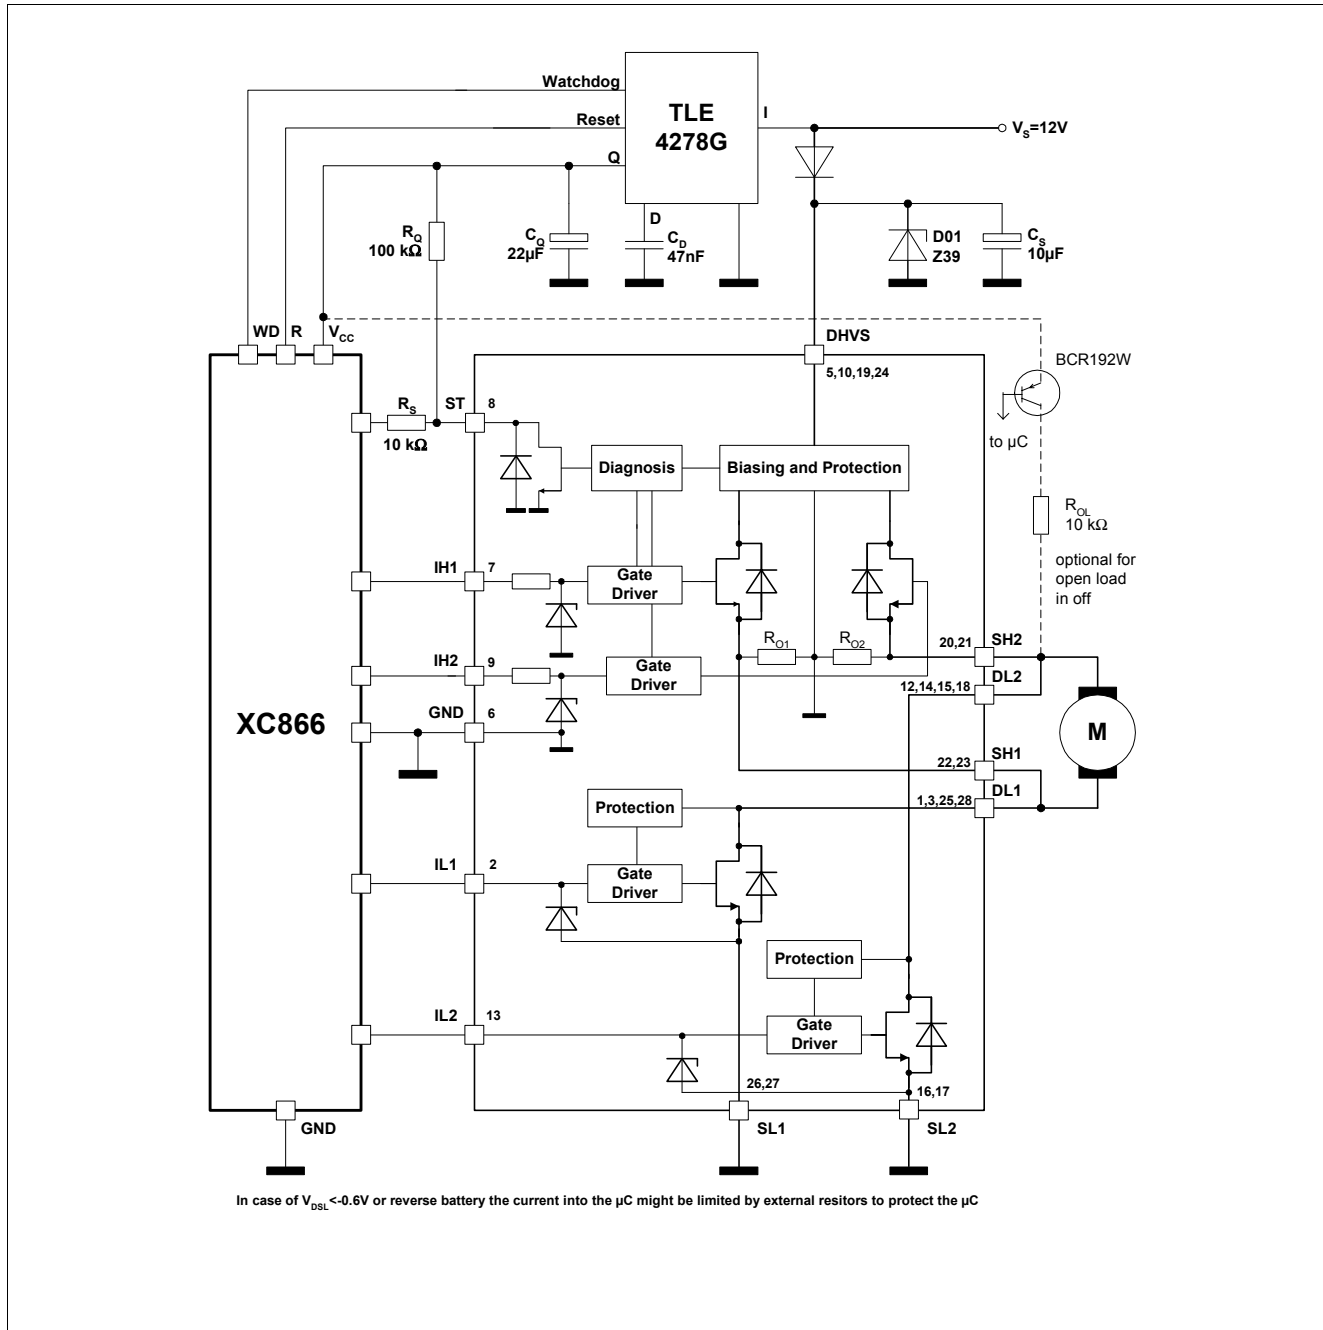 Watchdog
TLE
4278G
I
Reset
V_S=12V
Q
D
R_Q
100 kΩ
C_Q
22µF
C_D
47nF
D01
Z39
C_S
10µF
WD
R
V_CC
DHVS
5,10,19,24
BCR192W
R_S
10 kΩ
ST
8
to µC
Diagnosis
Biasing and Protection
R_OL
10 kΩ
optional for
open load
in off
IH1
7
Gate
Driver
R_O1
R_O2
20,21
SH2
IH2
9
Gate
Driver
12,14,15,18
DL2
GND
6
XC866
M
22,23
SH1
Protection
1,3,25,28
DL1
IL1
2
Gate
Driver
Protection
IL2
13
Gate
Driver
26,27
16,17
GND
SL1
SL2
In case of V_DSL<-0.6V or reverse battery the current into the µC might be limited by external resitors to protect the µC